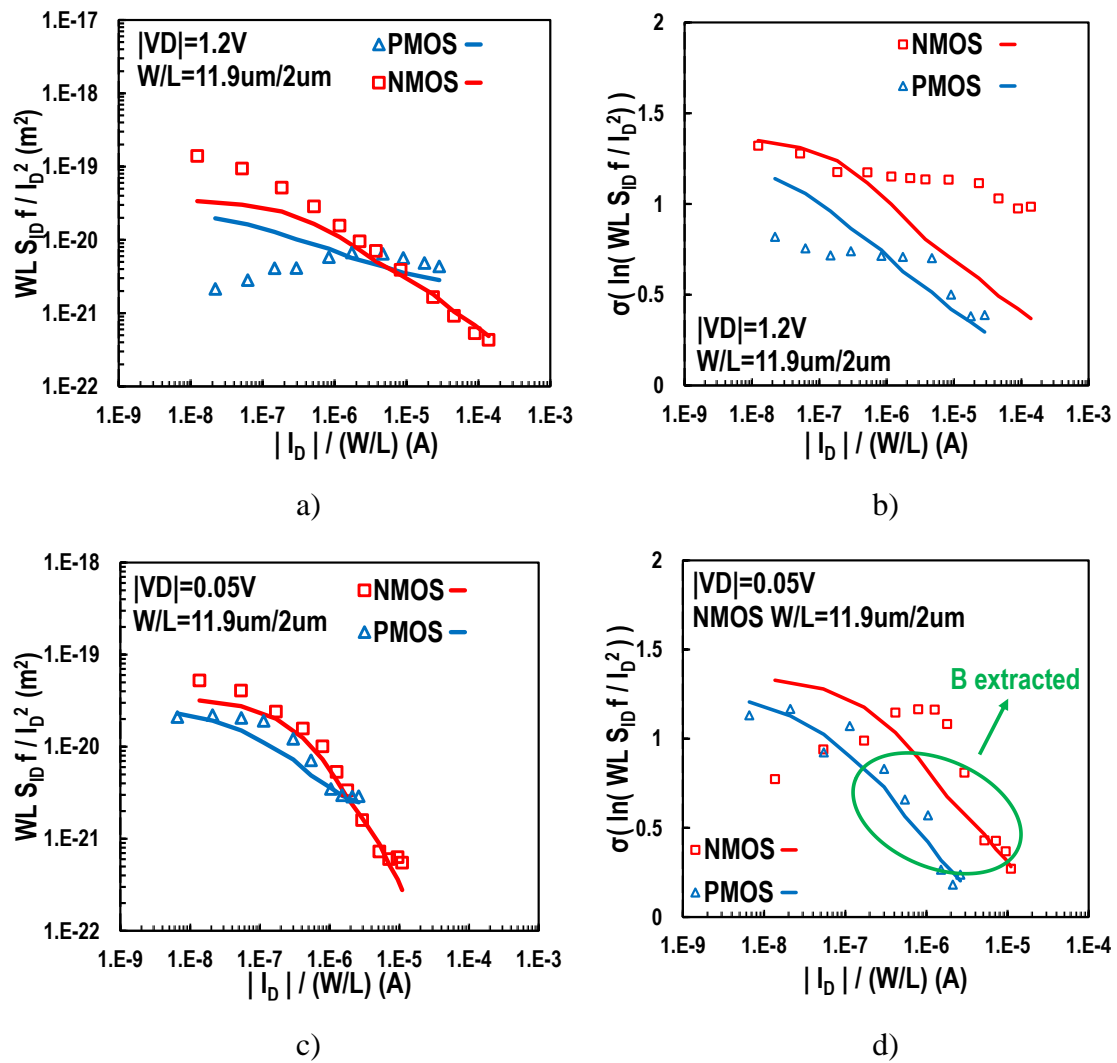 1.E-17
1.E-18
1.E-19
1.E-20
1.E-21
1.E-22
WL S_ID f / I_D^2 (m^2)
|VD|=1.2V
W/L=11.9um/2um
PMOS
NMOS
1.E-9 1.E-8 1.E-7 1.E-6 1.E-5 1.E-4 1.E-3
| I_D | / (W/L) (A)
a)
2
1.5
1
0.5
0
σ( ln( WL S_ID f / I_D^2) )
NMOS
PMOS
|VD|=1.2V
W/L=11.9um/2um
1.E-9 1.E-8 1.E-7 1.E-6 1.E-5 1.E-4 1.E-3
| I_D | / (W/L) (A)
b)
1.E-18
1.E-19
1.E-20
1.E-21
1.E-22
WL S_ID f / I_D^2 (m^2)
|VD|=0.05V
W/L=11.9um/2um
NMOS
PMOS
1.E-9 1.E-8 1.E-7 1.E-6 1.E-5 1.E-4 1.E-3
| I_D | / (W/L) (A)
c)
2
1.5
1
0.5
0
σ( ln( WL S_ID f / I_D^2 ) )
|VD|=0.05V
NMOS W/L=11.9um/2um
B extracted
NMOS
PMOS
1.E-9 1.E-8 1.E-7 1.E-6 1.E-5 1.E-4
| I_D | / (W/L) (A)
d)